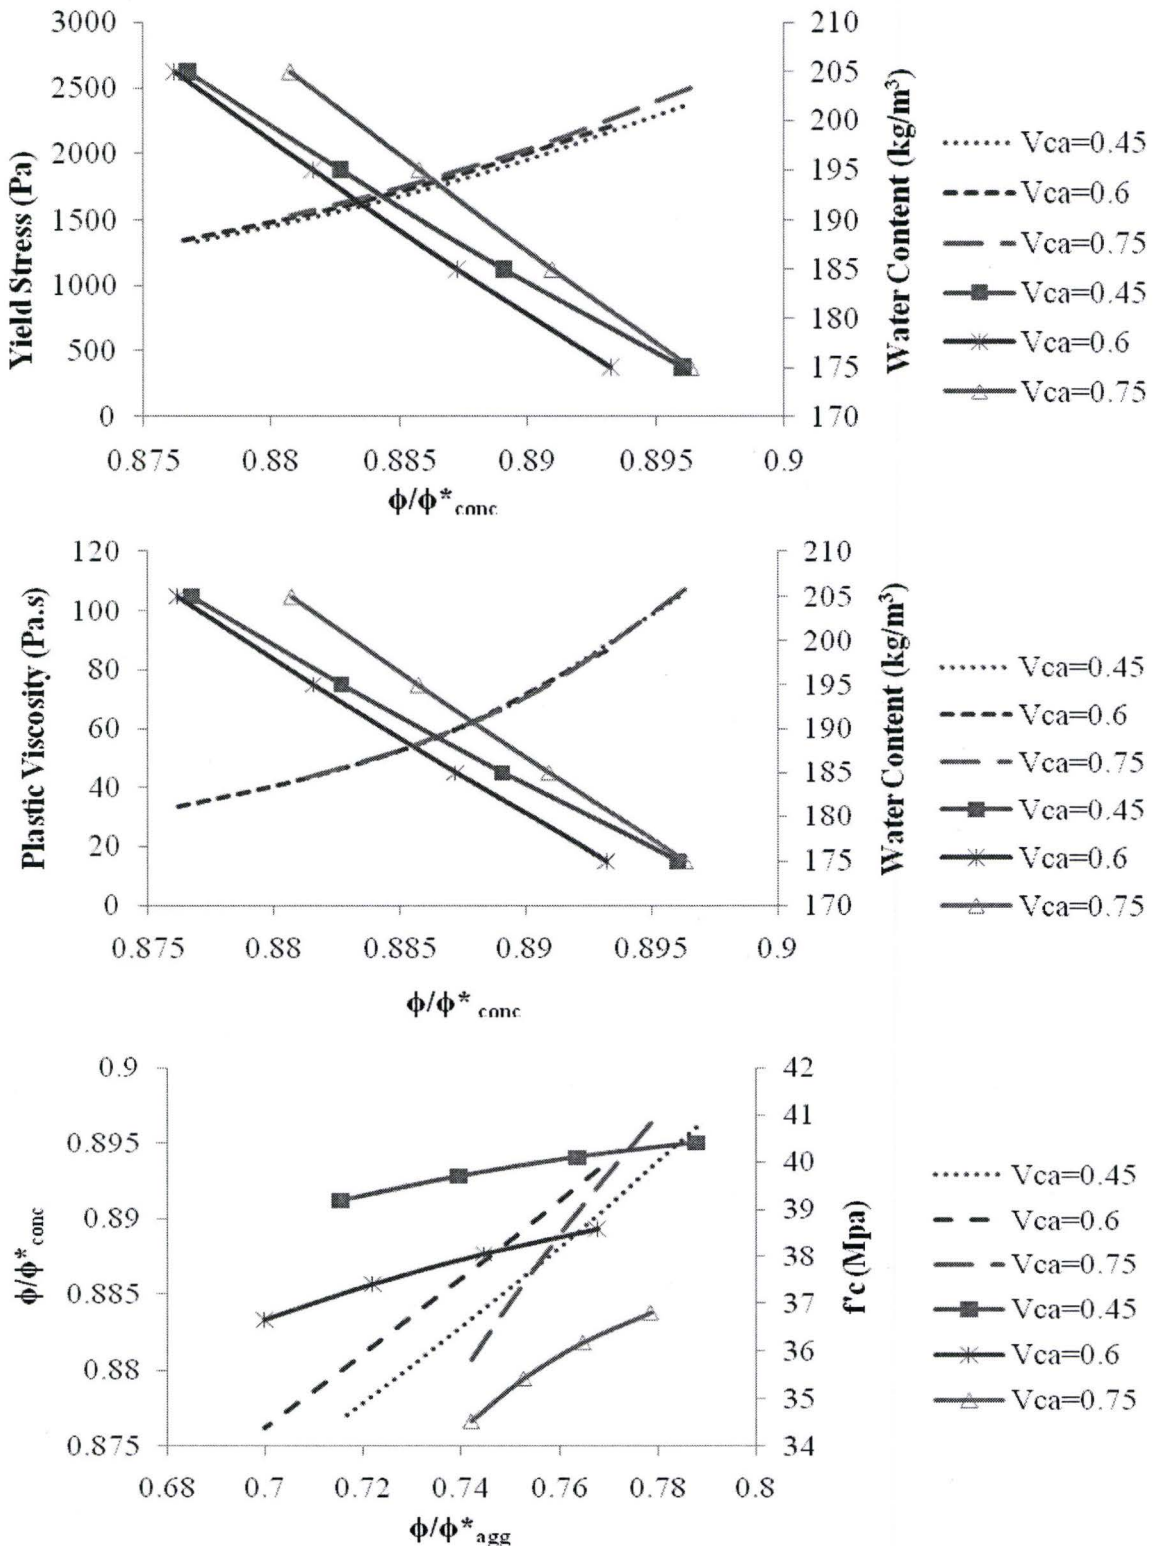 3000
2500
2000
1500
1000
500
0
Yield Stress (Pa)
210
205
200
195
190
185
180
175
170
Water Content (kg/m³)
0.875 0.88 0.885 0.89 0.895 0.9
ϕ/ϕ*conc
Vca=0.45
Vca=0.6
Vca=0.75
Vca=0.45
Vca=0.6
Vca=0.75
120
100
80
60
40
20
0
Plastic Viscosity (Pa.s)
210
205
200
195
190
185
180
175
170
Water Content (kg/m³)
0.875 0.88 0.885 0.89 0.895 0.9
ϕ/ϕ* conc
Vca=0.45
Vca=0.6
Vca=0.75
Vca=0.45
Vca=0.6
Vca=0.75
0.9
0.895
0.89
0.885
0.88
0.875
ϕ/ϕ*conc
42
41
40
39
38
37
36
35
34
f'c (Mpa)
0.68 0.7 0.72 0.74 0.76 0.78 0.8
ϕ/ϕ*agg
Vca=0.45
Vca=0.6
Vca=0.75
Vca=0.45
Vca=0.6
Vca=0.75